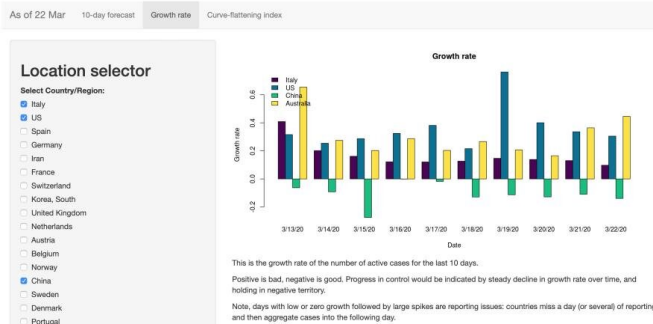 As of 22 Mar 10-day forecast Growth rate Curve-flattening index
Location selector
Select Country/Region:
Italy
US
Spain
Germany
Iran
France
Switzerland
Korea, South
United Kingdom
Netherlands
Austria
Belgium
Norway
China
Sweden
Denmark
Portugal
Growth rate
Italy
US
China
Australia
Growth rate
0.6
0.4
0.2
0.0
-0.2
3/13/20 3/14/20 3/15/20 3/16/20 3/17/20 3/18/20 3/19/20 3/20/20 3/21/20 3/22/20
Date
This is the growth rate of the number of active cases for the last 10 days.
Positive is bad, negative is good. Progress in control would be indicated by steady decline in growth rate over time, and
holding in negative territory.
Note, days with low or zero growth followed by large spikes are reporting issues: countries miss a day (or several) of reporting
and then aggregate cases into the following day.